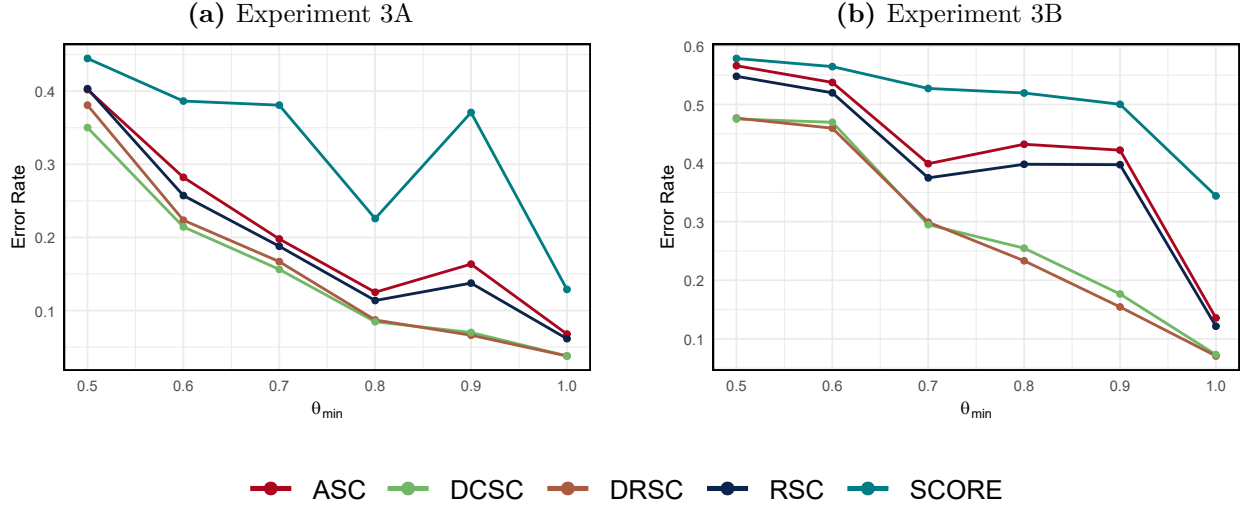 (a) Experiment 3A
0.4
0.3
0.2
0.1
Error Rate
0.5 0.6 0.7 0.8 0.9 1.0
θmin
(b) Experiment 3B
0.6
0.5
0.4
0.3
0.2
0.1
Error Rate
0.5 0.6 0.7 0.8 0.9 1.0
θmin
ASC DCSC DRSC RSC SCORE